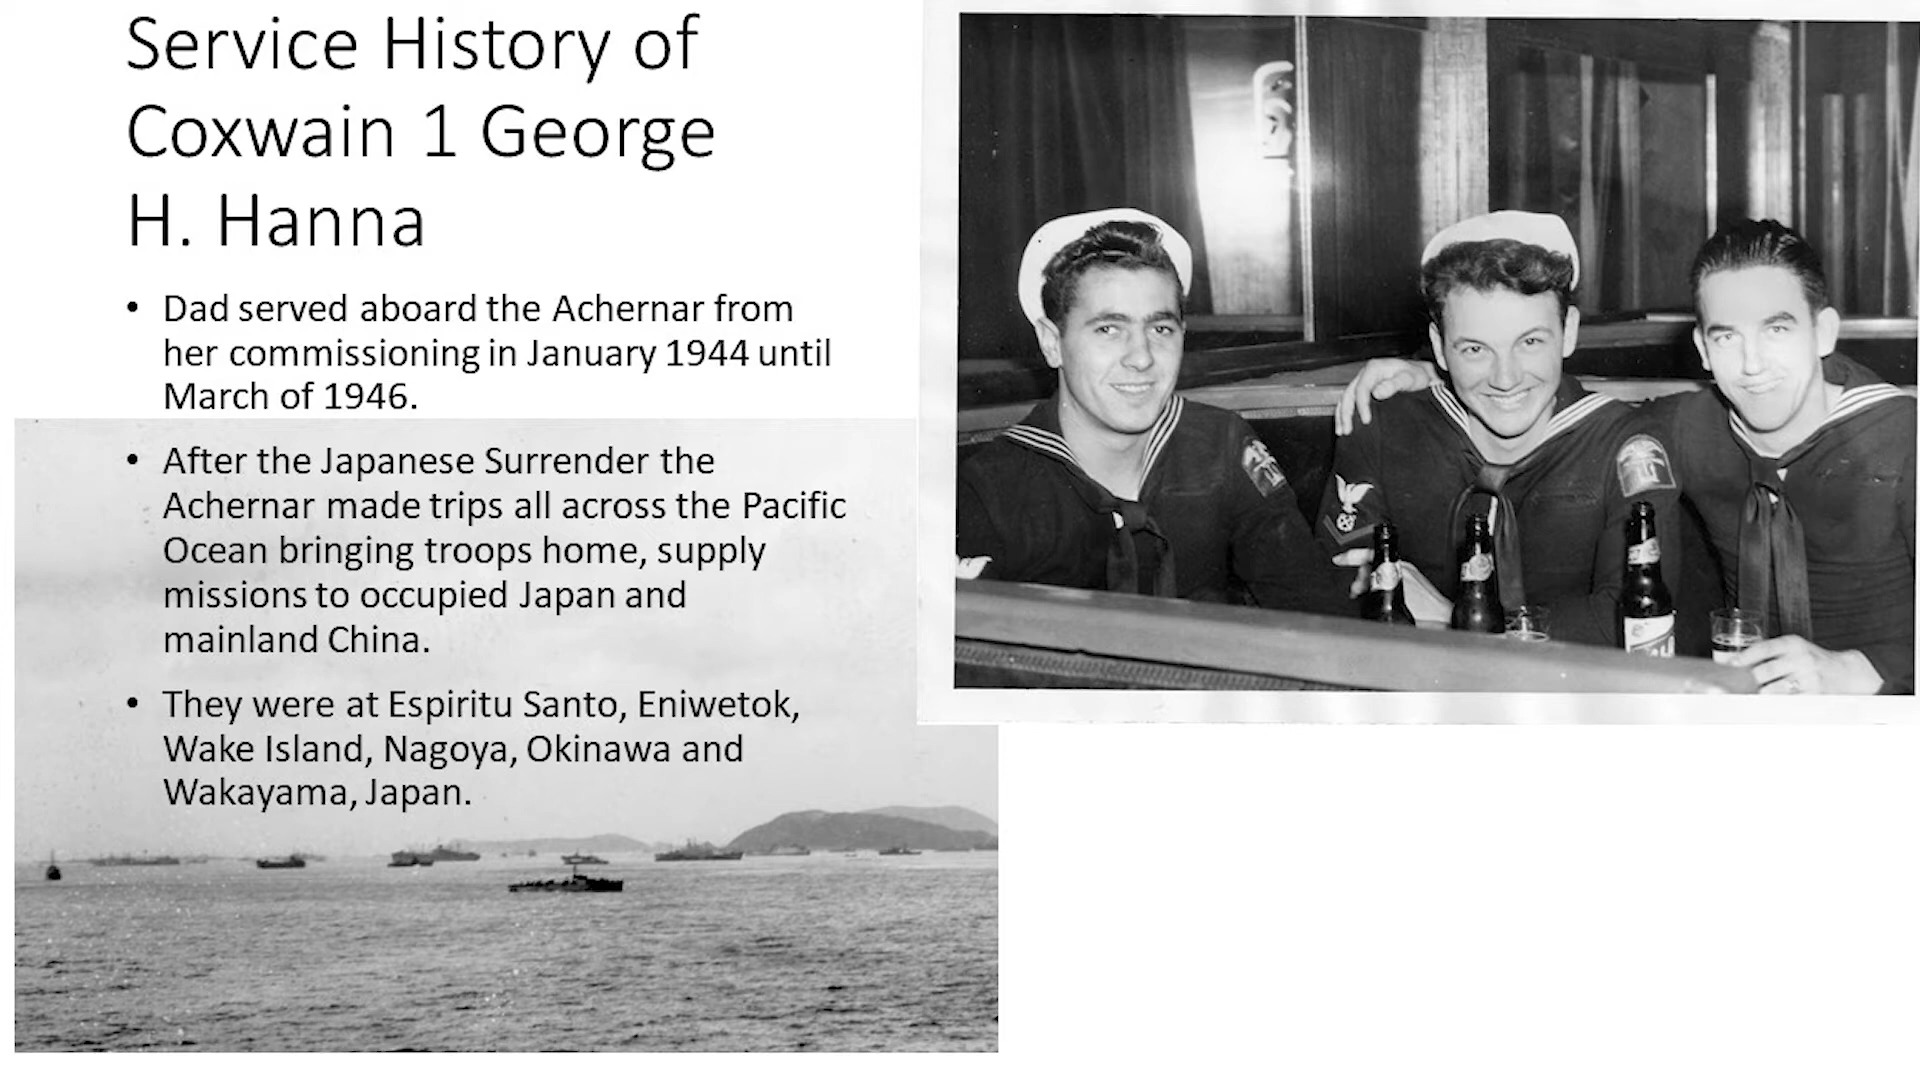 Service History of
Coxwain 1 George
H. Hanna
• Dad served aboard the Achernar from
her commissioning in January 1944 until
March of 1946.
• After the Japanese Surrender the
Achernar made trips all across the Pacific
Ocean bringing troops home, supply
missions to occupied Japan and
mainland China.
• They were at Espiritu Santo, Eniwetok,
Wake Island, Nagoya, Okinawa and
Wakayama, Japan.